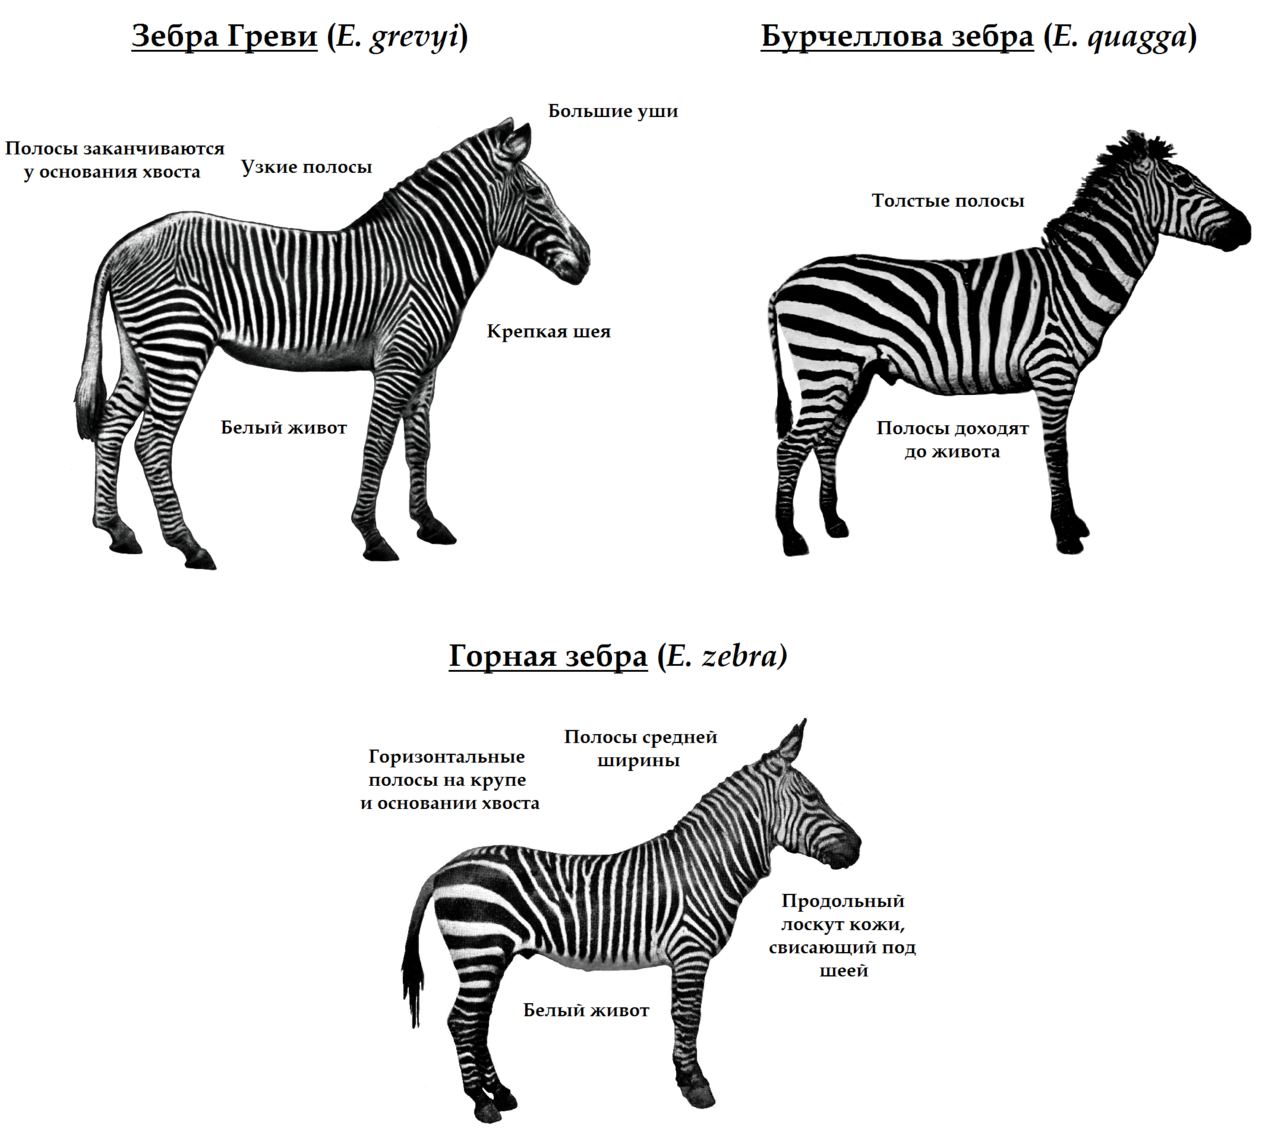 Зебра Греви (E. grevyi)
Большие уши
Полосы заканчиваются
у основания хвоста
Узкие полосы
Крепкая шея
Белый живот
Бурчеллова зебра (E. quagga)
Толстые полосы
Полосы доходят
до живота
Горная зебра (E. zebra)
Полосы средней
ширины
Горизонтальные
полосы на крупе
и основании хвоста
Продольный
лоскут кожи,
свисающий под
шеей
Белый живот